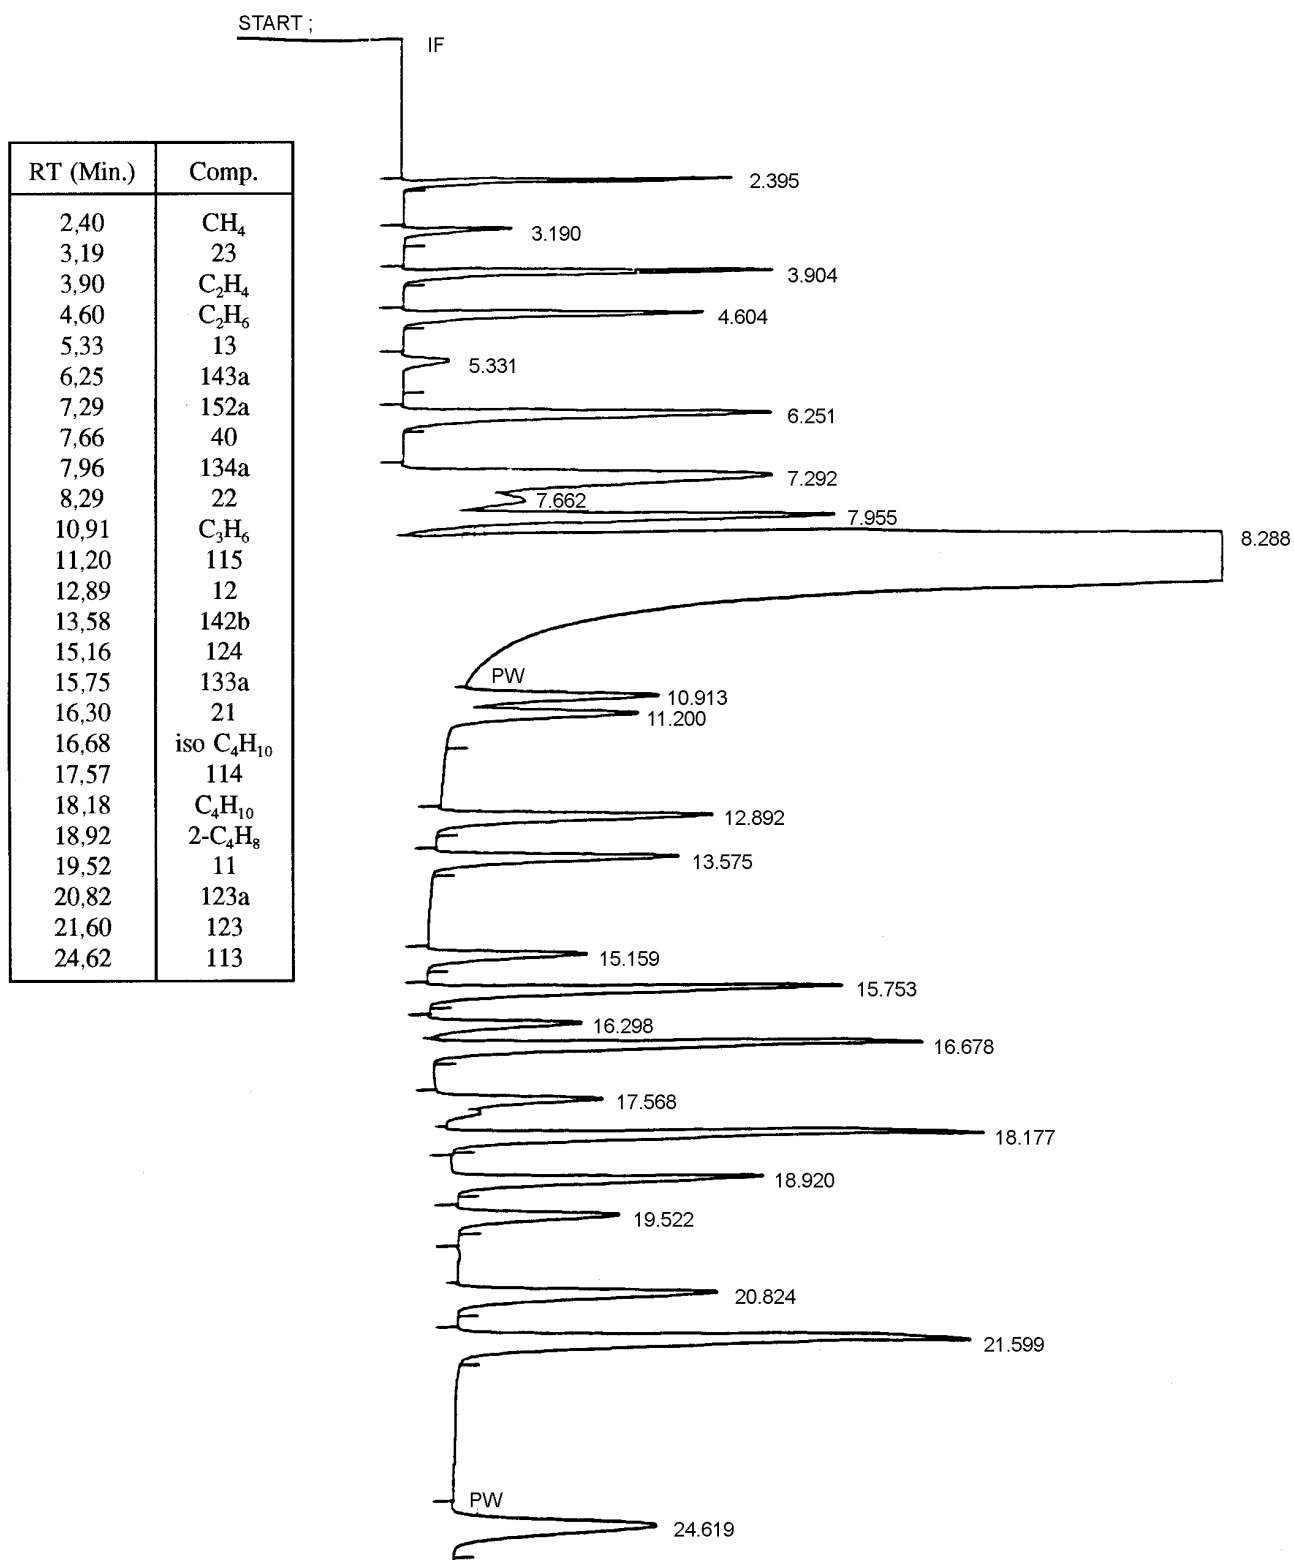 START ;
IF
RT (Min.) Comp.
2,40 CH₄
3,19 23
3,90 C₂H₄
4,60 C₂H₆
5,33 13
6,25 143a
7,29 152a
7,66 40
7,96 134a
8,29 22
10,91 C₃H₆
11,20 115
12,89 12
13,58 142b
15,16 124
15,75 133a
16,30 21
16,68 iso C₄H₁₀
17,57 114
18,18 C₄H₁₀
18,92 2-C₄H₈
19,52 11
20,82 123a
21,60 123
24,62 113
2.395
3.190
3.904
4.604
5.331
6.251
7.292
7.662
7.955
8.288
PW
10.913
11.200
12.892
13.575
15.159
15.753
16.298
16.678
17.568
18.177
18.920
19.522
20.824
21.599
PW
24.619